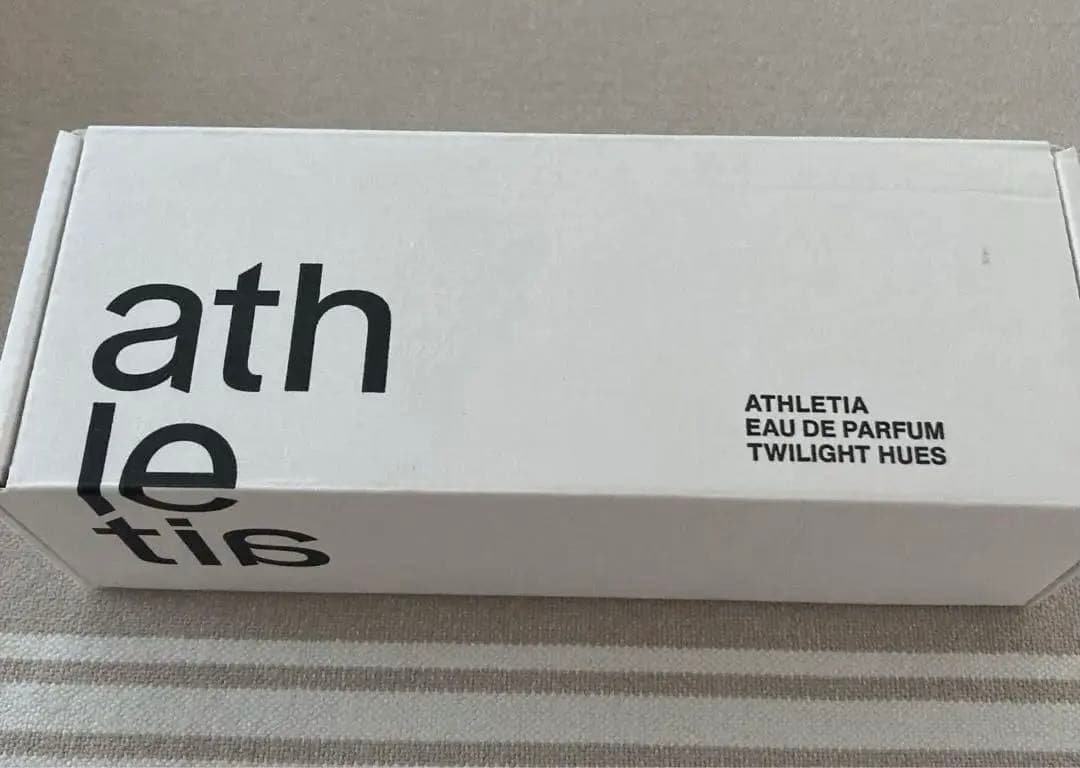 ath
le
tia
ATHLETIA
EAU DE PARFUM
TWILIGHT HUES